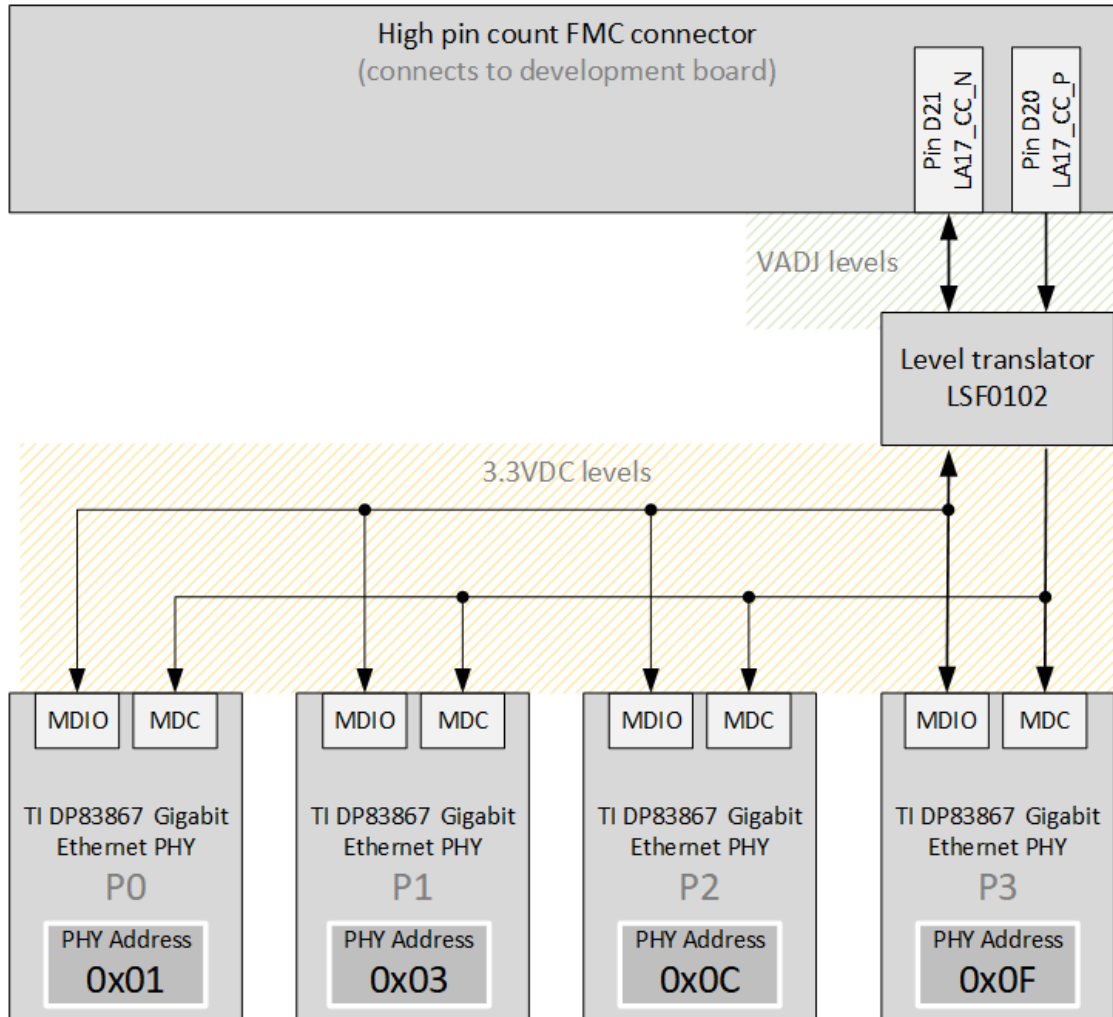 High pin count FMC connector
(connects to development board)
Pin D21
LA17_CC_N
Pin D20
LA17_CC_P
VADJ levels
Level translator
LSF0102
3.3VDC levels
MDIO
MDC
MDIO
MDC
MDIO
MDC
MDIO
MDC
TI DP83867 Gigabit
Ethernet PHY
P0
PHY Address
0x01
TI DP83867 Gigabit
Ethernet PHY
P1
PHY Address
0x03
TI DP83867 Gigabit
Ethernet PHY
P2
PHY Address
0x0C
TI DP83867 Gigabit
Ethernet PHY
P3
PHY Address
0x0F